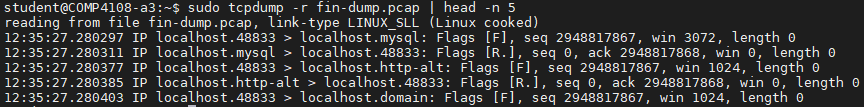 student@COMP4108-a3:~$ sudo tcpdump -r fin-dump.pcap | head -n 5
reading from file fin-dump.pcap, link-type LINUX_SLL (Linux cooked)
12:35:27.280297 IP localhost.48833 > localhost.mysql: Flags [F], seq 2948817867, win 3072, length 0
12:35:27.280311 IP localhost.mysql > localhost.48833: Flags [R.], seq 0, ack 2948817868, win 0, length 0
12:35:27.280377 IP localhost.48833 > localhost.http-alt: Flags [F], seq 2948817867, win 1024, length 0
12:35:27.280385 IP localhost.http-alt > localhost.48833: Flags [R.], seq 0, ack 2948817868, win 0, length 0
12:35:27.280403 IP localhost.48833 > localhost.domain: Flags [F], seq 2948817867, win 1024, length 0